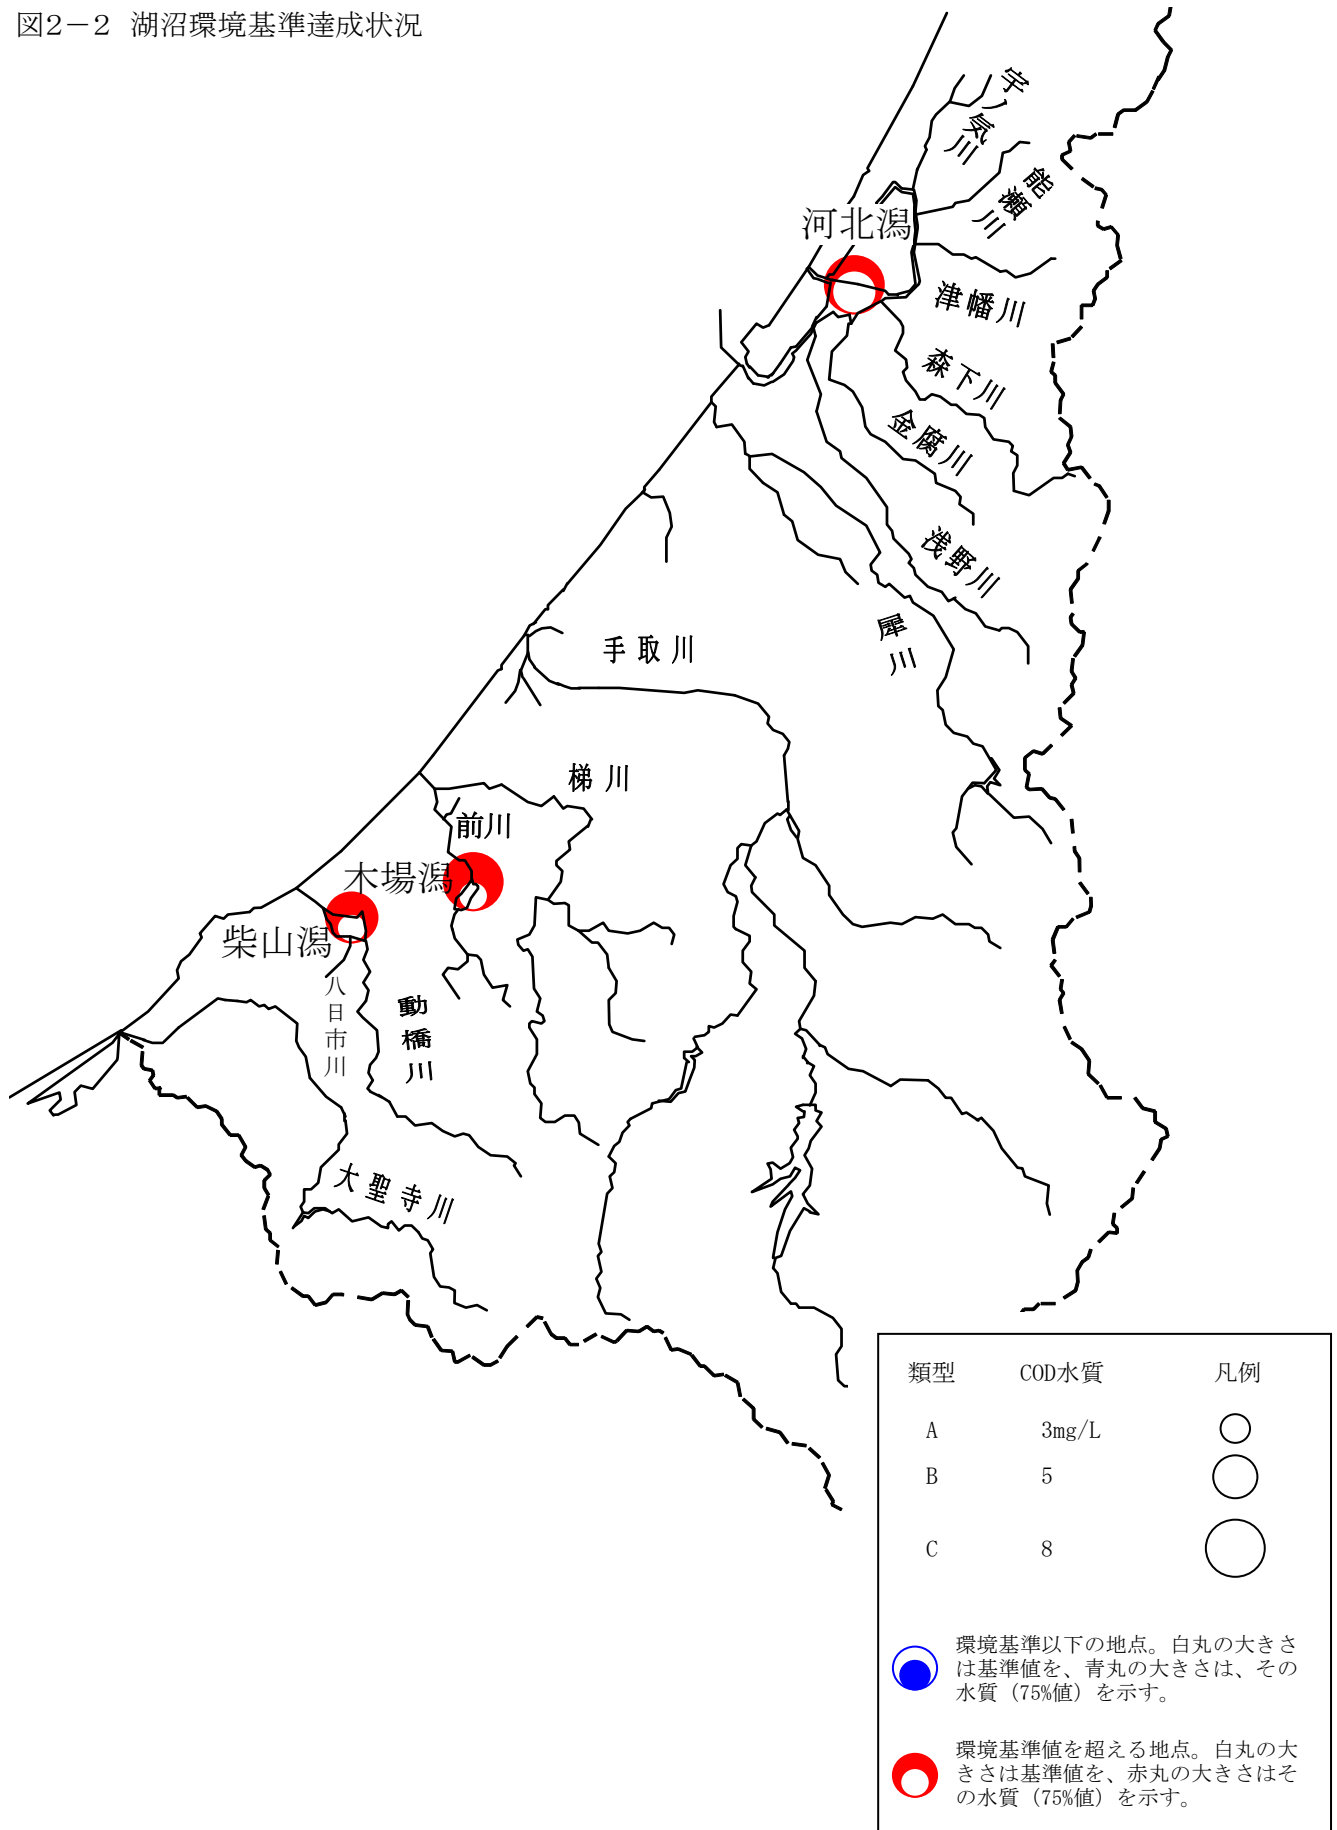 図2－2 湖沼環境基準達成状況
宇ノ気川
能瀬川
河北潟
津幡川
森下川
金腐川
浅野川
犀川
手取川
梯川
前川
木場潟
柴山潟
八日市川
動橋川
大聖寺川
類型 COD水質 凡例
A 3mg/L
B 5
C 8
環境基準以下の地点。白丸の大きさ
は基準値を、青丸の大きさは、その
水質（75%値）を示す。
環境基準値を超える地点。白丸の大
きさは基準値を、赤丸の大きさはそ
の水質（75%値）を示す。